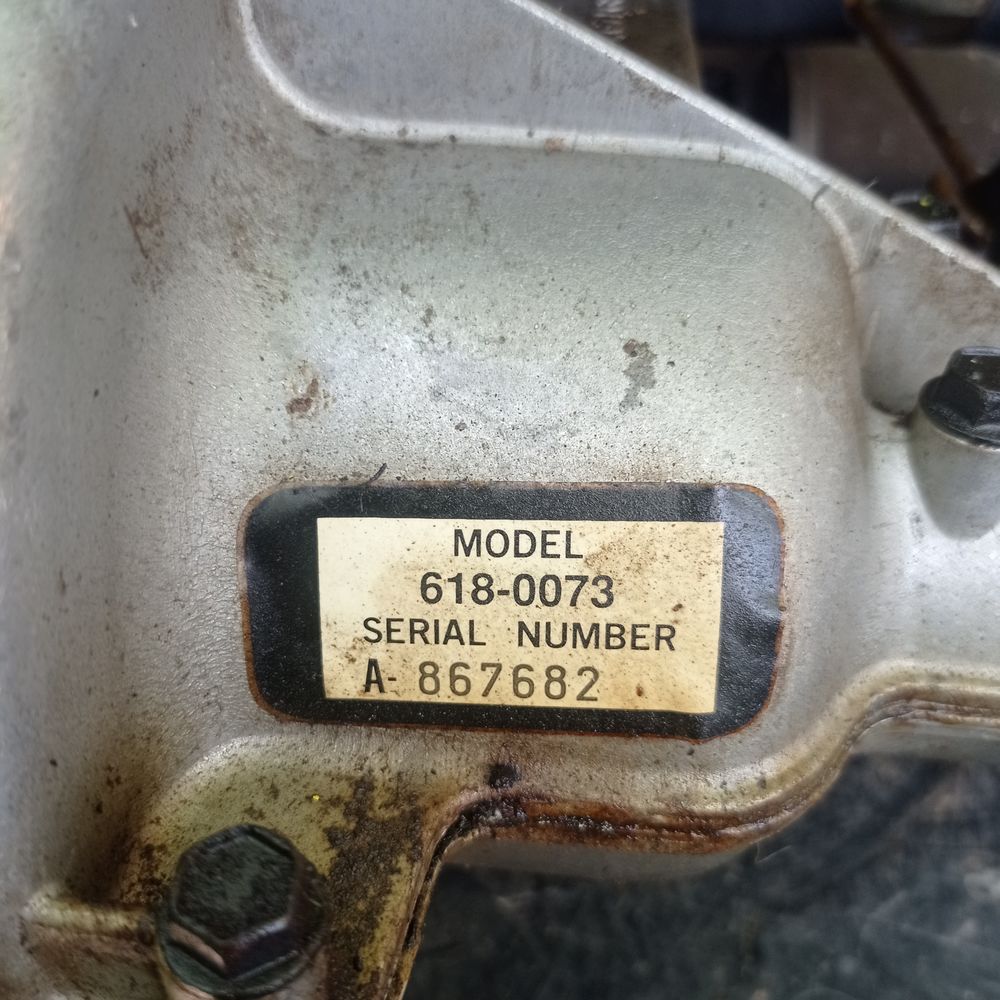 MODEL
618-0073
SERIAL NUMBER
A- 867682